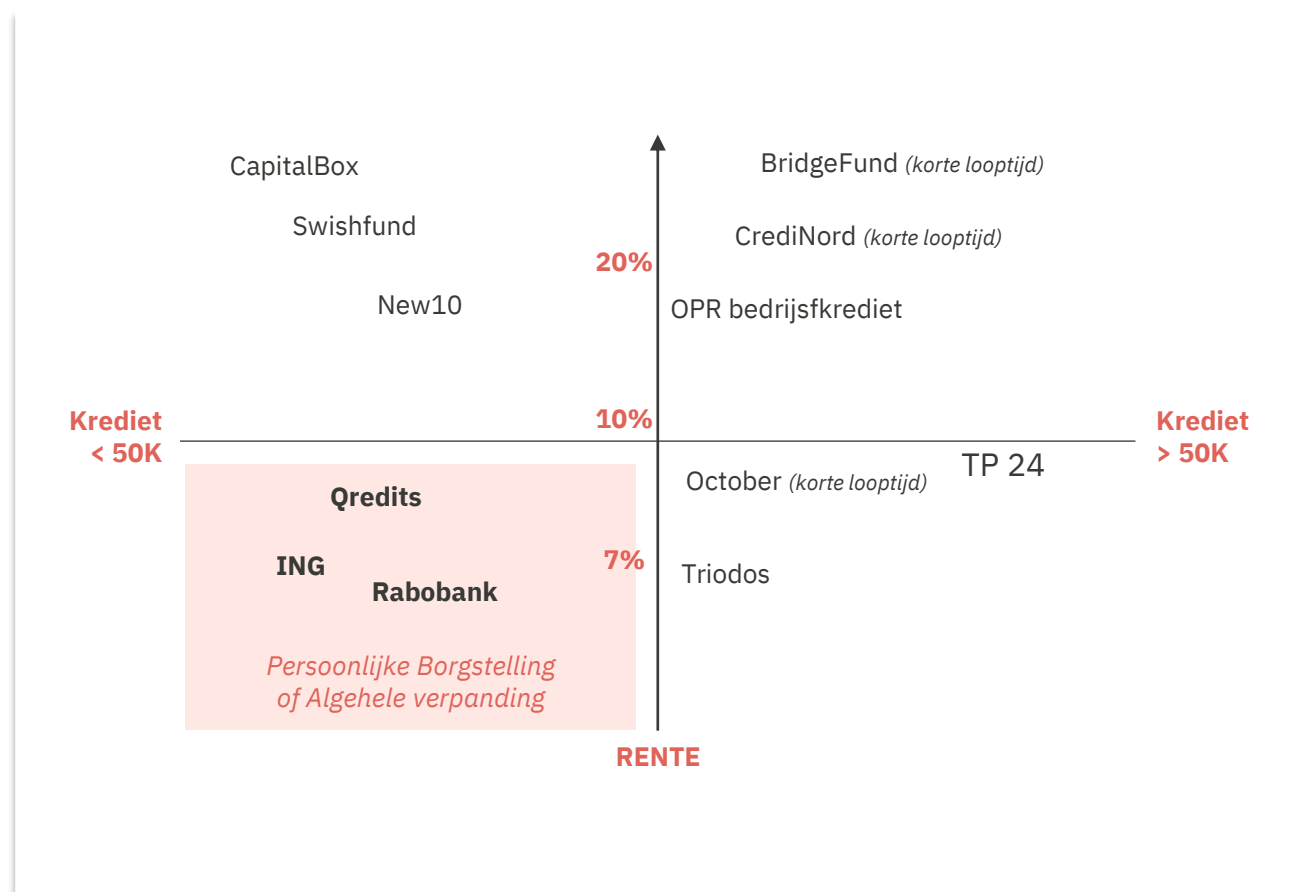 CapitalBox
BridgeFund (korte looptijd)
Swishfund
CrediNord (korte looptijd)
20%
New10
OPR bedrijsfkrediet
10%
Krediet
< 50K
Krediet
> 50K
TP 24
October (korte looptijd)
Qredits
7%
ING
Triodos
Rabobank
Persoonlijke Borgstelling
of Algehele verpanding
RENTE